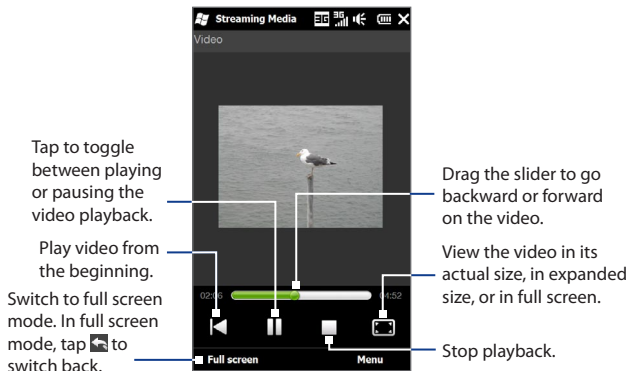 Streaming Media
3G
3G
Video
Tap to toggle
between playing
or pausing the
video playback.
Play video from
the beginning.
Switch to full screen
mode. In full screen
mode, tap to
switch back.
Drag the slider to go
backward or forward
on the video.
View the video in its
actual size, in expanded
size, or in full screen.
Stop playback.
02:06
04:52
Full screen
Menu